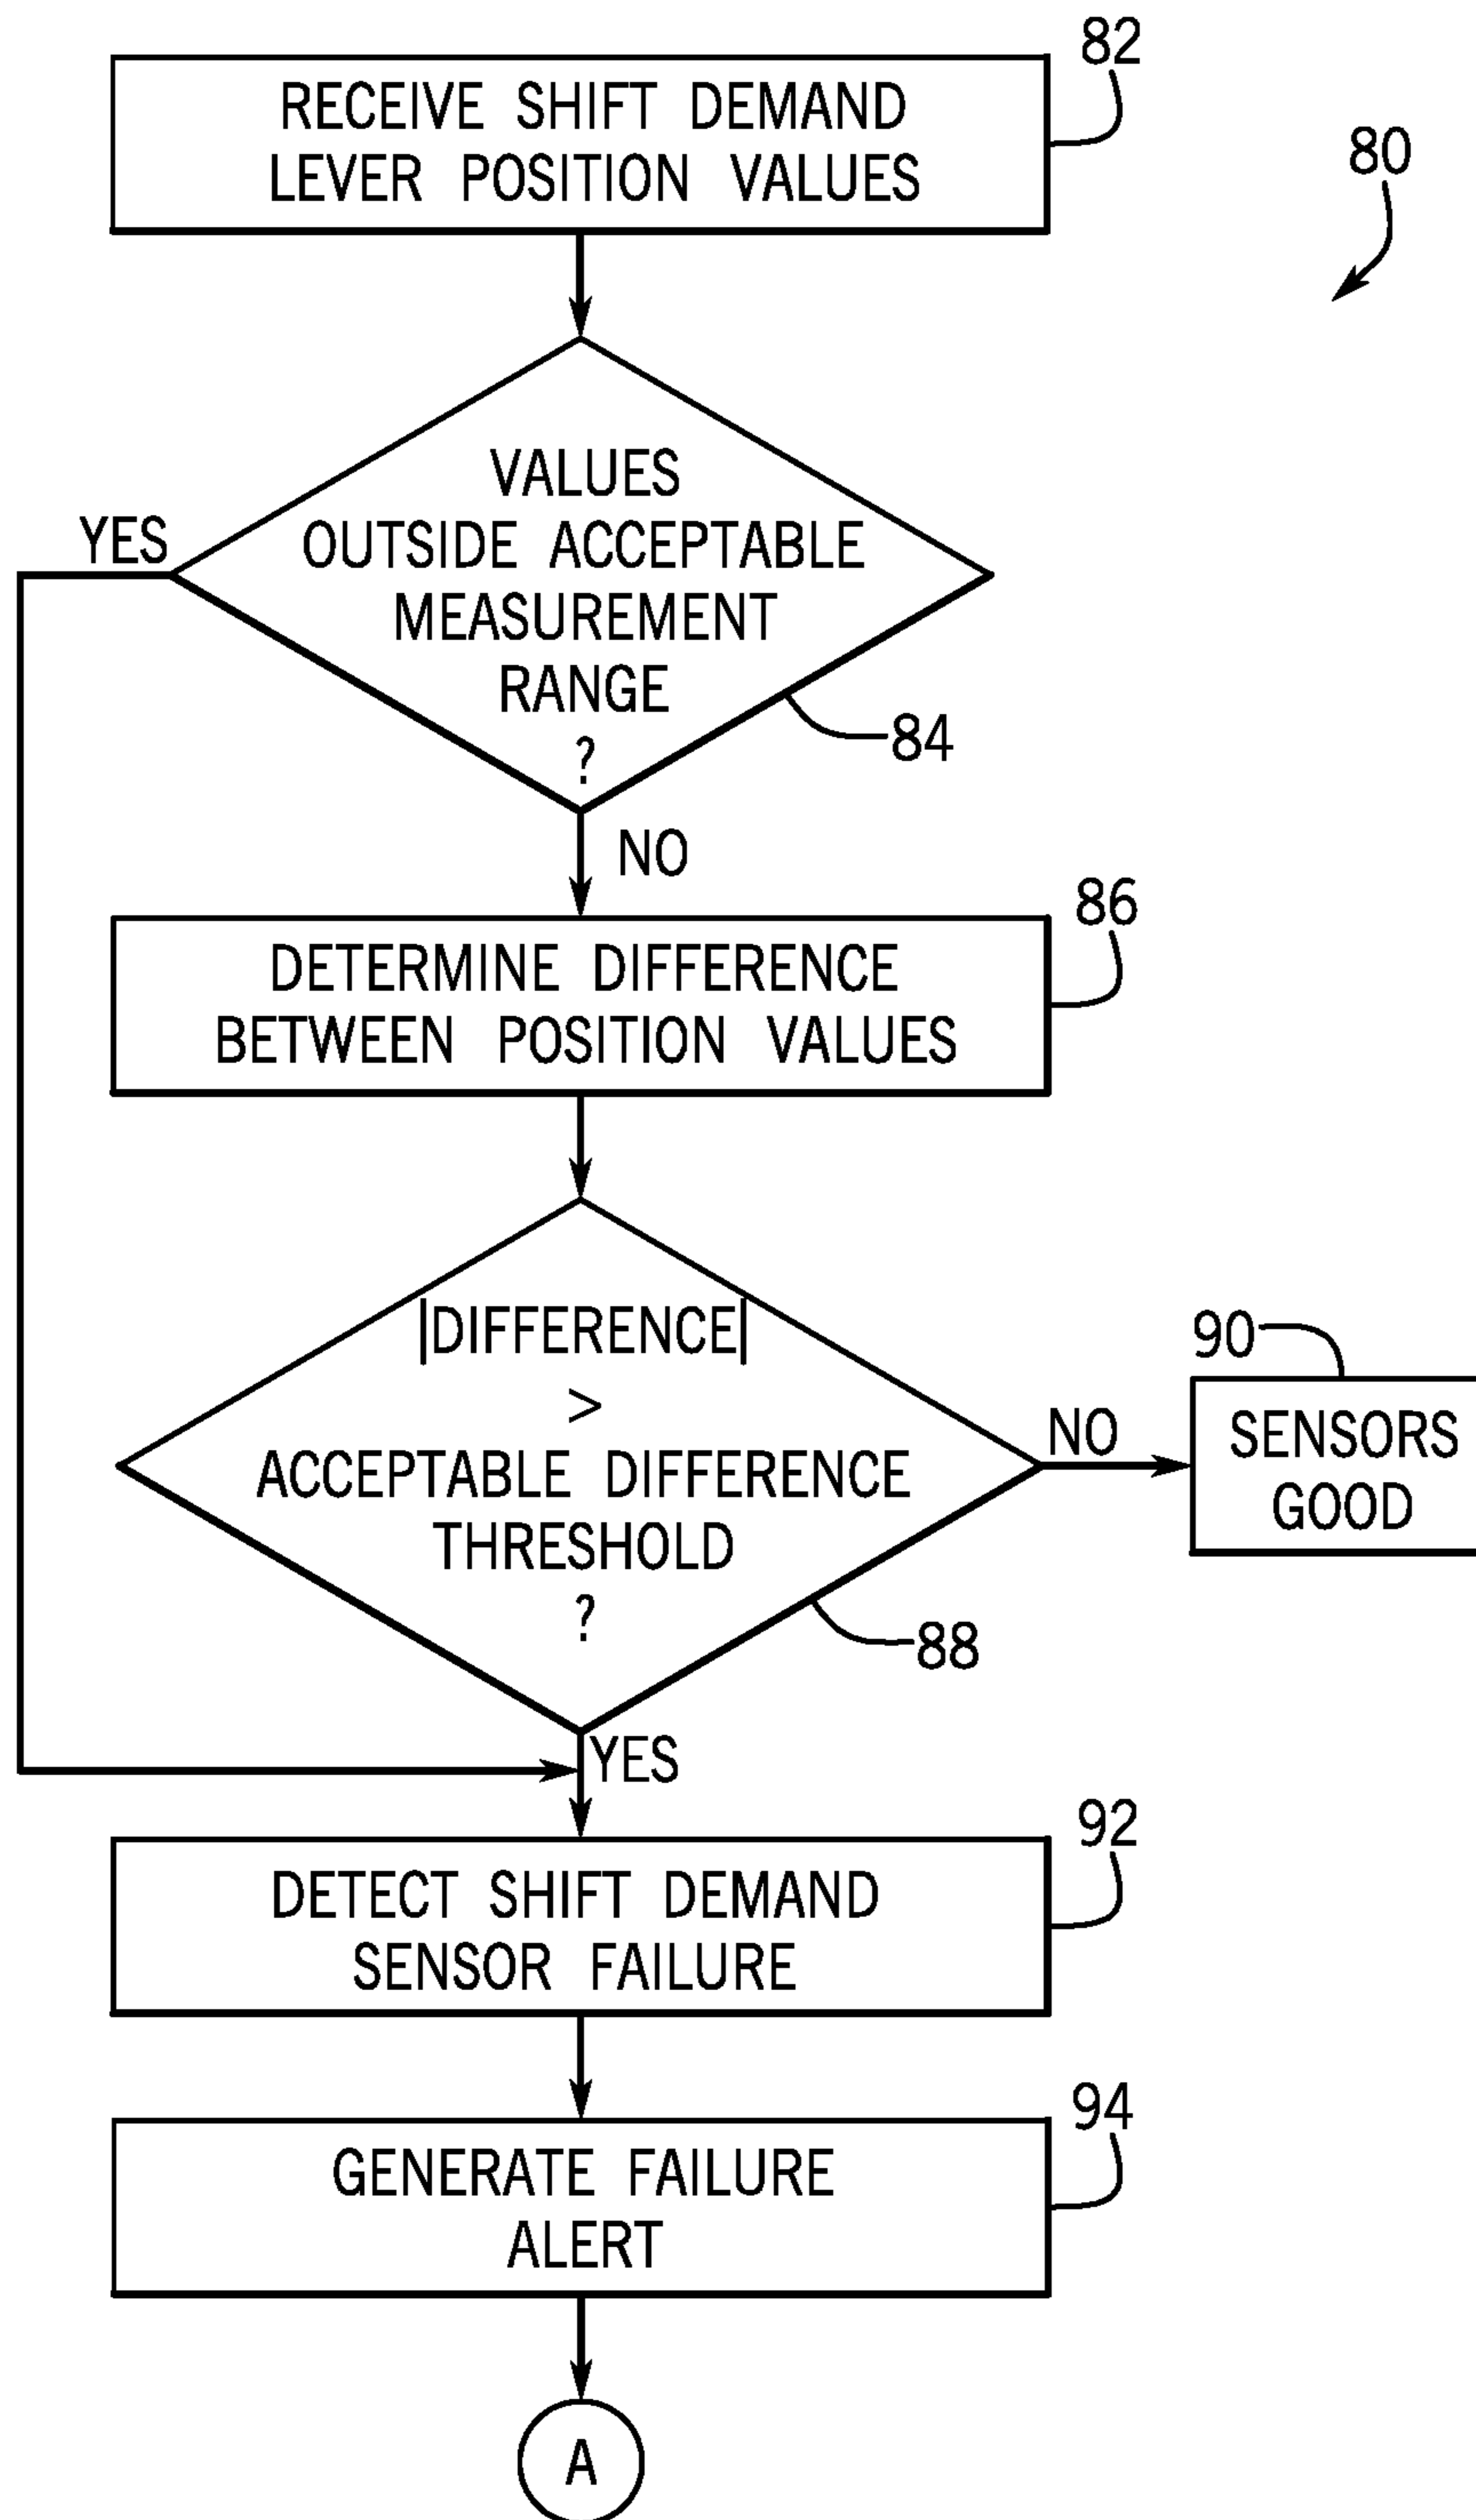 82
RECEIVE SHIFT DEMAND
LEVER POSITION VALUES
80
VALUES
OUTSIDE ACCEPTABLE
MEASUREMENT
RANGE
?
YES
84
NO
86
DETERMINE DIFFERENCE
BETWEEN POSITION VALUES
|DIFFERENCE|
>
ACCEPTABLE DIFFERENCE
THRESHOLD
?
90
NO
SENSORS
GOOD
88
YES
92
DETECT SHIFT DEMAND
SENSOR FAILURE
94
GENERATE FAILURE
ALERT
A